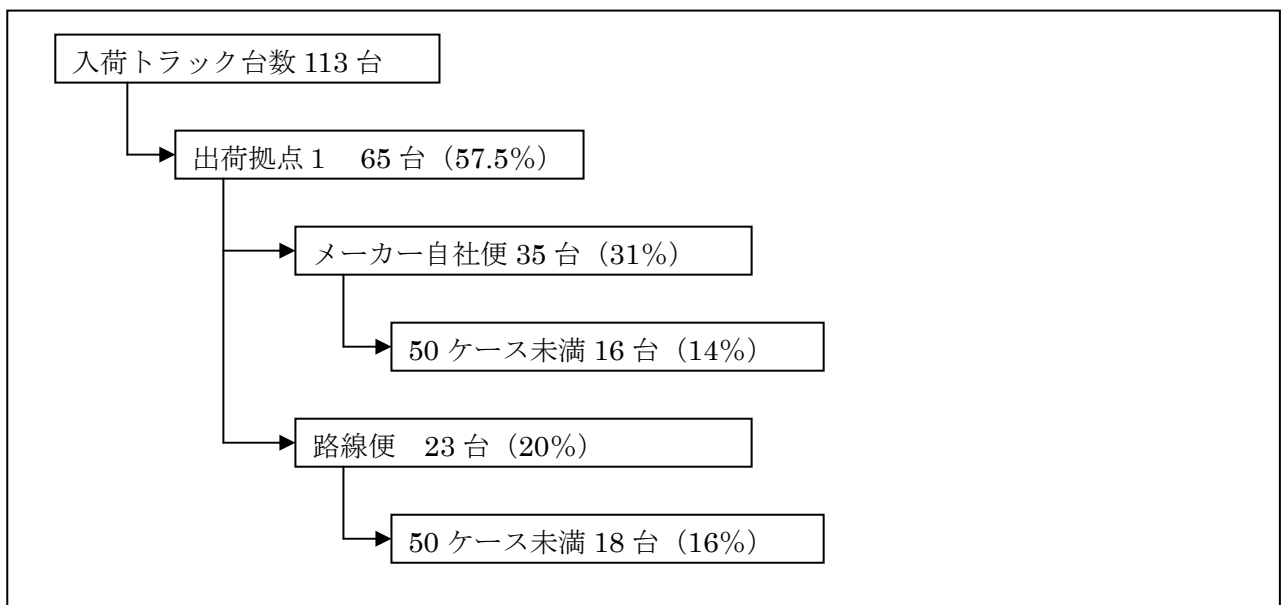 入荷トラック台数 113 台
出荷拠点1　65 台（57.5％）
メーカー自社便 35 台（31％）
50 ケース未満 16 台（14％）
路線便　23 台（20％）
50 ケース未満 18 台（16％）